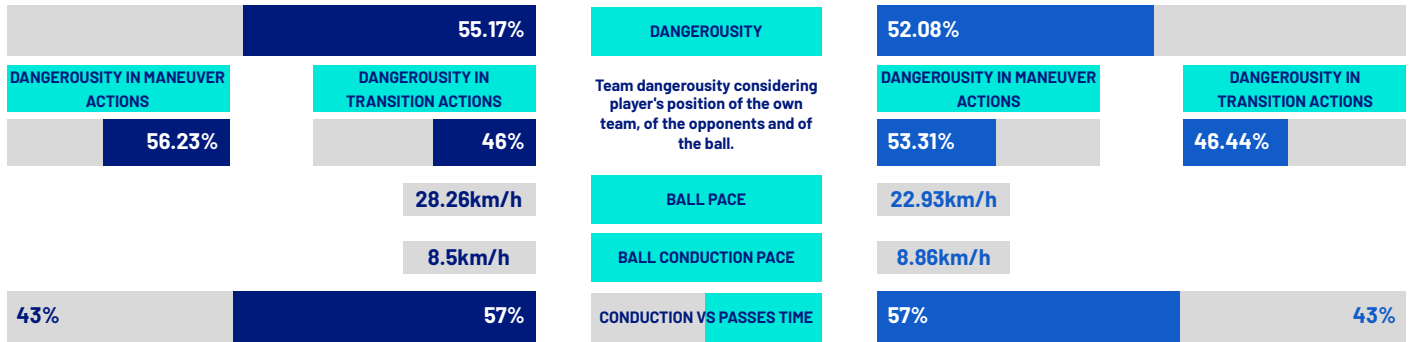 55.17%
DANGEROUSITY
52.08%
DANGEROUSITY IN MANEUVER
ACTIONS
DANGEROUSITY IN
TRANSITION ACTIONS
Team dangerousity considering
player's position of the own
team, of the opponents and of
the ball.
DANGEROUSITY IN MANEUVER
ACTIONS
DANGEROUSITY IN
TRANSITION ACTIONS
56.23%
46%
53.31%
46.44%
28.26km/h
BALL PACE
22.93km/h
8.5km/h
BALL CONDUCTION PACE
8.86km/h
43%
57%
CONDUCTION VS PASSES TIME
57%
43%